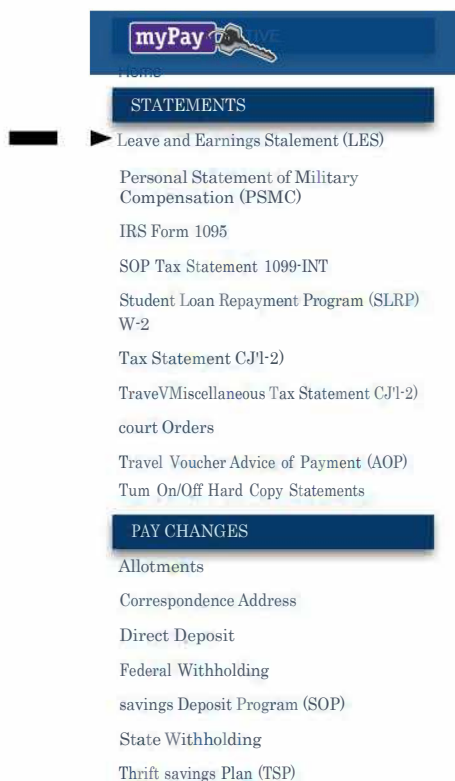 myPay
TIVE
Home
STATEMENTS
Leave and Earnings Stalement (LES)
Personal Statement of Military
Compensation (PSMC)
IRS Form 1095
SOP Tax Statement 1099-INT
Student Loan Repayment Program (SLRP)
W-2
Tax Statement CJ'l-2)
TraveVMiscellaneous Tax Statement CJ'l-2)
court Orders
Travel Voucher Advice of Payment (AOP)
Tum On/Off Hard Copy Statements
PAY CHANGES
Allotments
Correspondence Address
Direct Deposit
Federal Withholding
savings Deposit Program (SOP)
State Withholding
Thrift savings Plan (TSP)